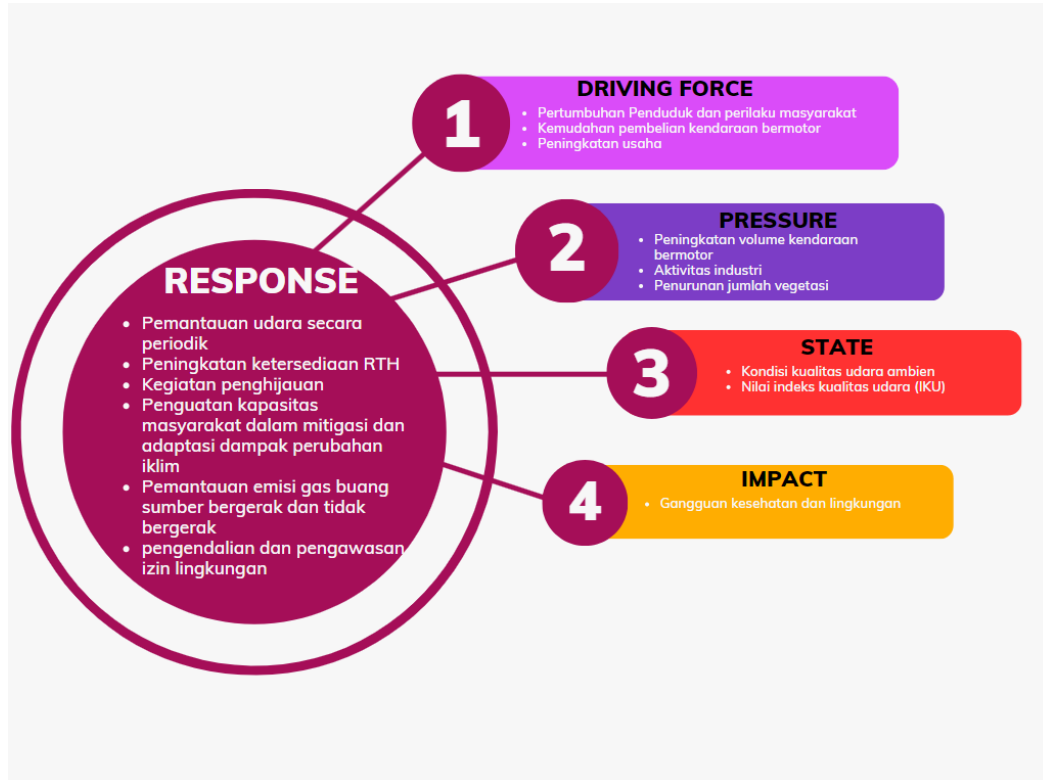 1
DRIVING FORCE
• Pertumbuhan Penduduk dan perilaku masyarakat
• Kemudahan pembelian kendaraan bermotor
• Peningkatan usaha
2
PRESSURE
• Peningkatan volume kendaraan
bermotor
• Aktivitas industri
• Penurunan jumlah vegetasi
RESPONSE
• Pemantauan udara secara
periodik
• Peningkatan ketersediaan RTH
• Kegiatan penghijauan
• Penguatan kapasitas
masyarakat dalam mitigasi dan
adaptasi dampak perubahan
iklim
• Pemantauan emisi gas buang
sumber bergerak dan tidak
bergerak
• pengendalian dan pengawasan
izin lingkungan
3
STATE
• Kondisi kualitas udara ambien
• Nilai indeks kualitas udara (IKU)
4
IMPACT
• Gangguan kesehatan dan lingkungan